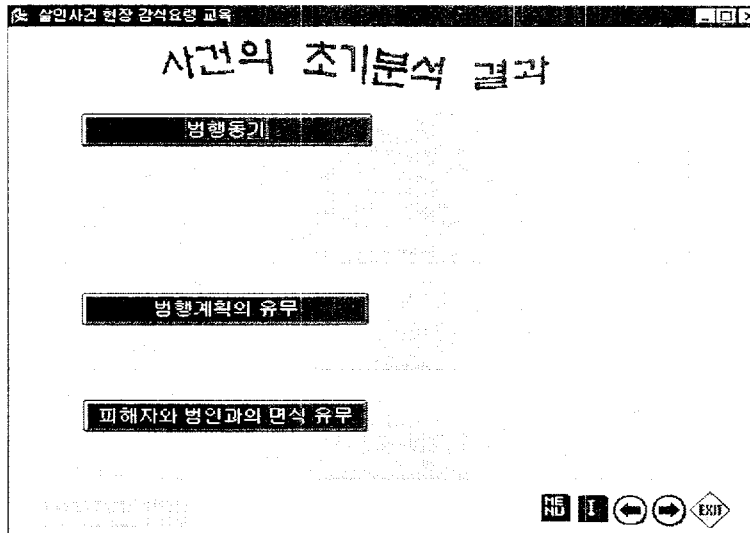 살인사건 현장 감식요령 교육
사건의 초기분석 결과
범행동기
범행계획의 유무
피해자와 범인과의 면식 유무
ME
NU
I
EXIT